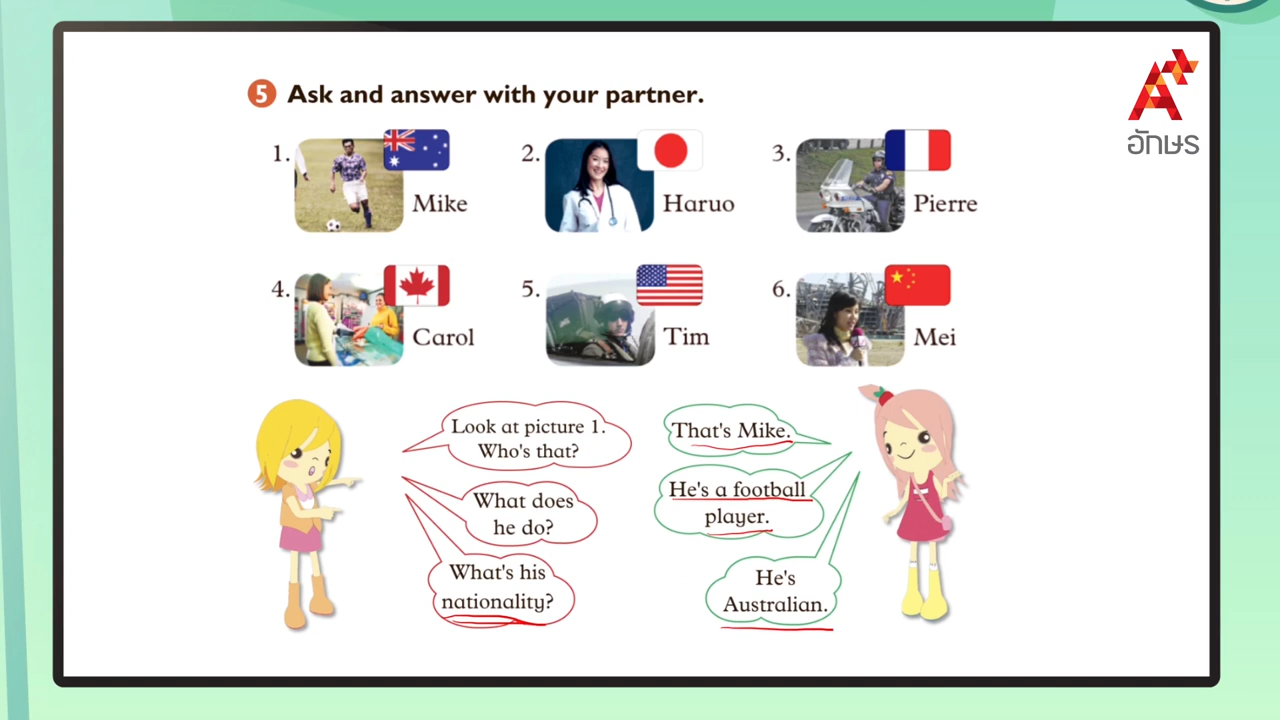 5 Ask and answer with your partner.
อักษร
1. Mike
2. Haruo
3. Pierre
4. Carol
5. Tim
6. Mei
Look at picture 1.
Who's that?
That's Mike.
What does
he do?
He's a football
player.
What's his
nationality?
He's
Australian.